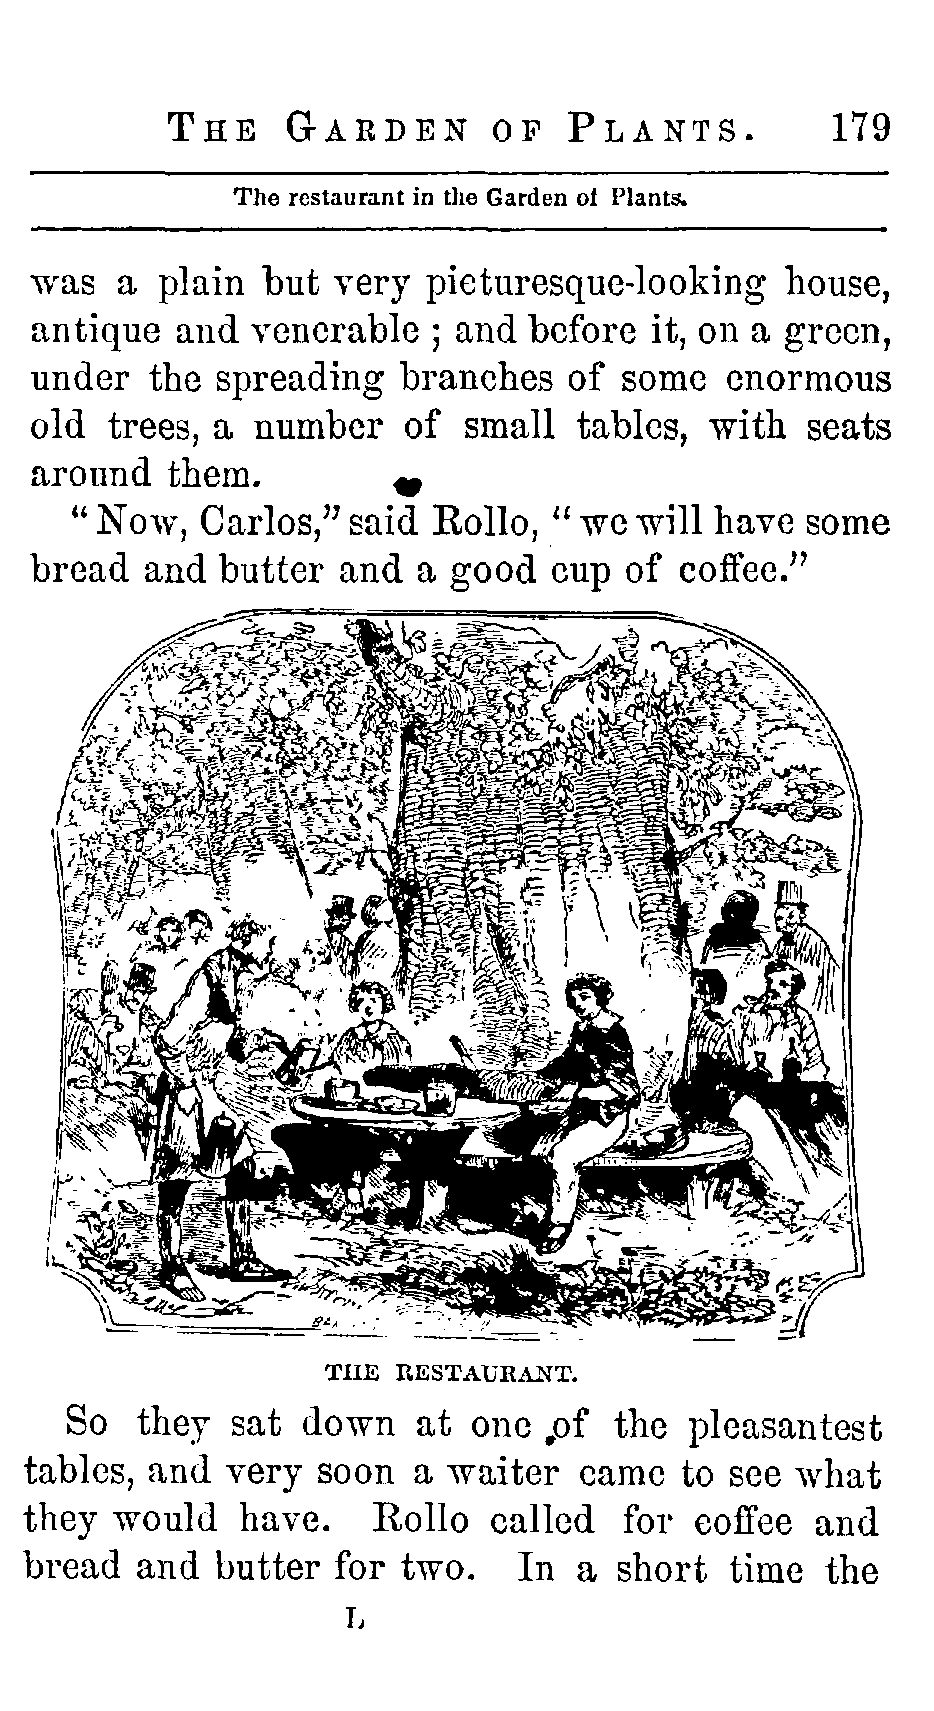 THE GARDEN OF PLANTS. 179
The restaurant in the Garden of Plants.
was a plain but very picturesque-looking house,
antique and venerable ; and before it, on a green,
under the spreading branches of some enormous
old trees, a number of small tables, with seats
around them.
“ Now, Carlos,” said Rollo, “ we will have some
bread and butter and a good cup of coffee.”
THE RESTAURANT.
So they sat down at one of the pleasantest
tables, and very soon a waiter came to see what
they would have. Rollo called for coffee and
bread and butter for two. In a short time the
L